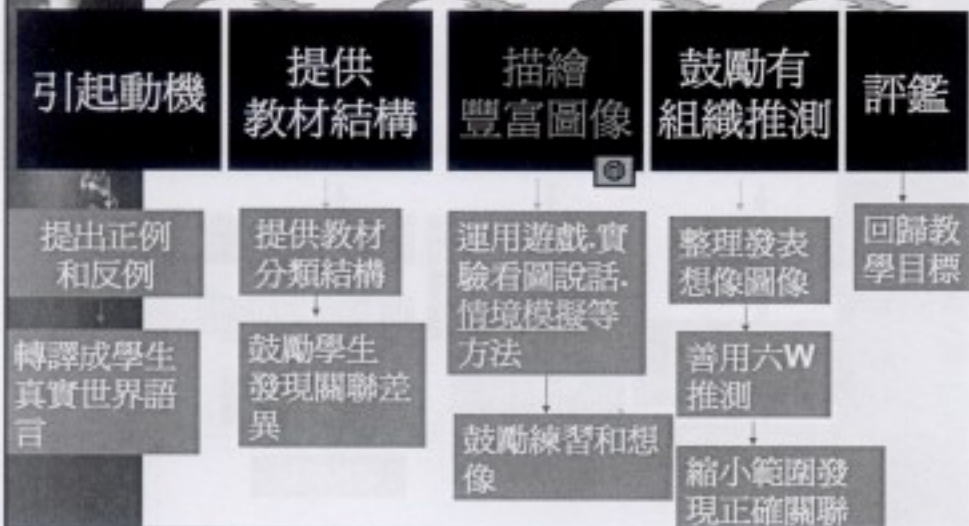 引起動機
提供
教材結構
描繪
豐富圖像
鼓勵有
組織推測
評鑑
提出正例
和反例
轉譯成學生
真實世界語
言
提供教材
分類結構
鼓勵學生
發現關聯差
異
運用遊戲.實
驗看圖說話.
情境模擬等
方法
鼓勵練習和想
像
整理發表
想像圖像
善用六W
推測
縮小範圍發
現正確關聯
回歸教
學目標